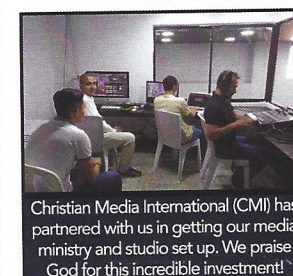 Christian Media International (CMI) has
partnered with us in getting our media
ministry and studio set up. We praise
God for this incredible investment!